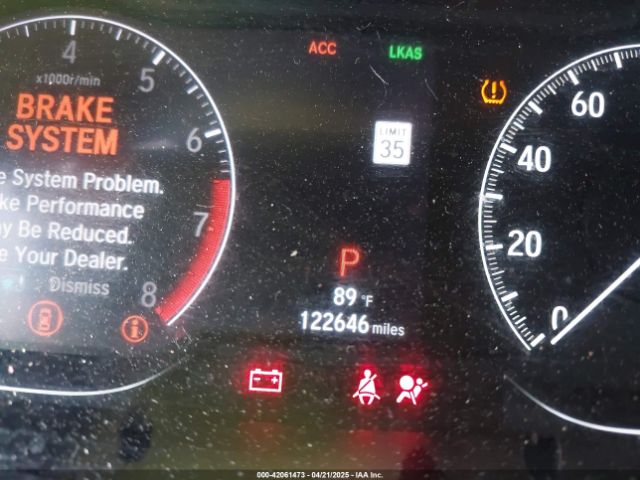 ACC LKAS
4
x1000r/min
5
BRAKE
SYSTEM
LIMIT
35
6
60
40
System Problem.
Performance
Be Reduced.
Your Dealer.
7
20
P
Dismiss
8
89 °F
0
122646 miles
000-42061473 - 04/21/2025 - IAA Inc.